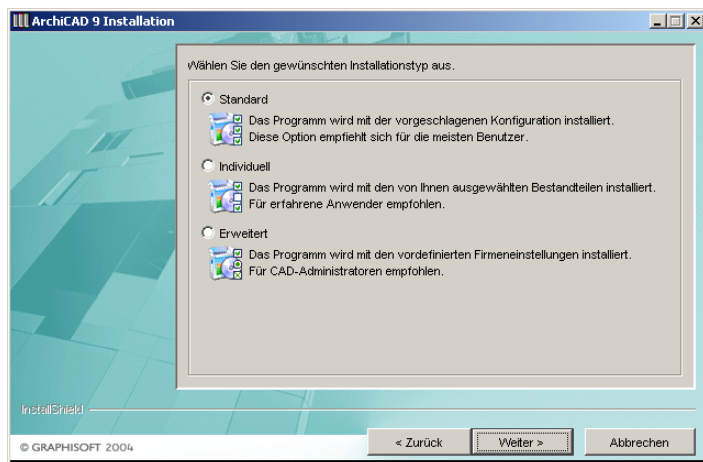 ArchiCAD 9 Installation
Wählen Sie den gewünschten Installationstyp aus.
Standard
Das Programm wird mit der vorgeschlagenen Konfiguration installiert.
Diese Option empfiehlt sich für die meisten Benutzer.
Individuell
Das Programm wird mit den von Ihnen ausgewählten Bestandteilen installiert.
Für erfahrene Anwender empfohlen.
Erweitert
Das Programm wird mit den vordefinierten Firmeneinstellungen installiert.
Für CAD-Administratoren empfohlen.
InstallShield
© GRAPHISOFT 2004
< Zurück
Weiter >
Abbrechen